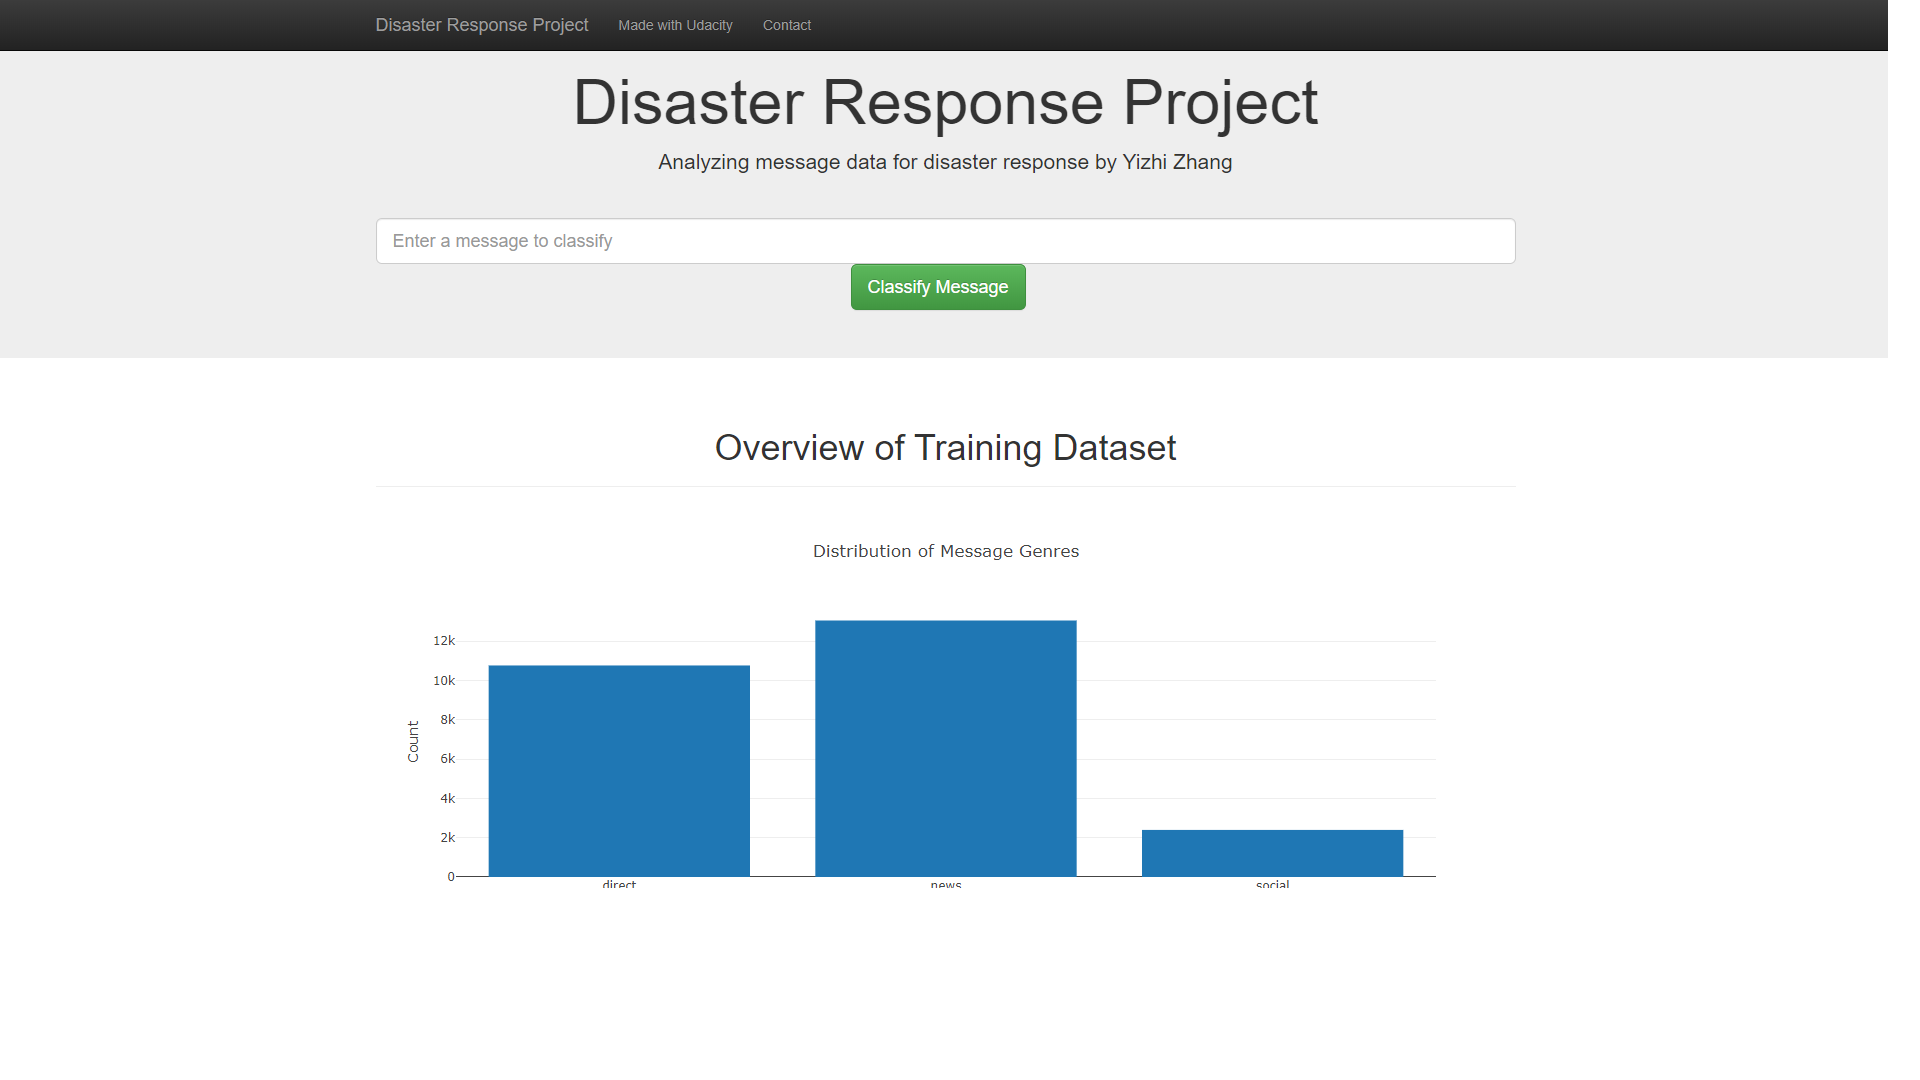 Disaster Response Project Made with Udacity Contact
Disaster Response Project
Analyzing message data for disaster response by Yizhi Zhang
Enter a message to classify
Classify Message
Overview of Training Dataset
Distribution of Message Genres
12k
10k
8k
6k
4k
2k
0
Count
direct news social